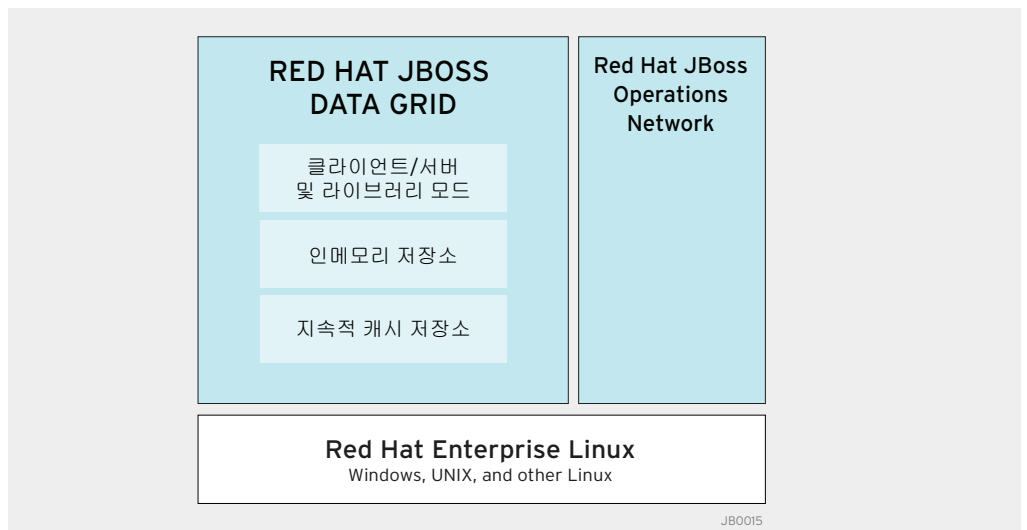 RED HAT JBOSS
DATA GRID
클라이언트/서버
및 라이브러리 모드
인메모리 저장소
지속적 캐시 저장소
Red Hat JBoss
Operations
Network
Red Hat Enterprise Linux
Windows, UNIX, and other Linux
JB0015